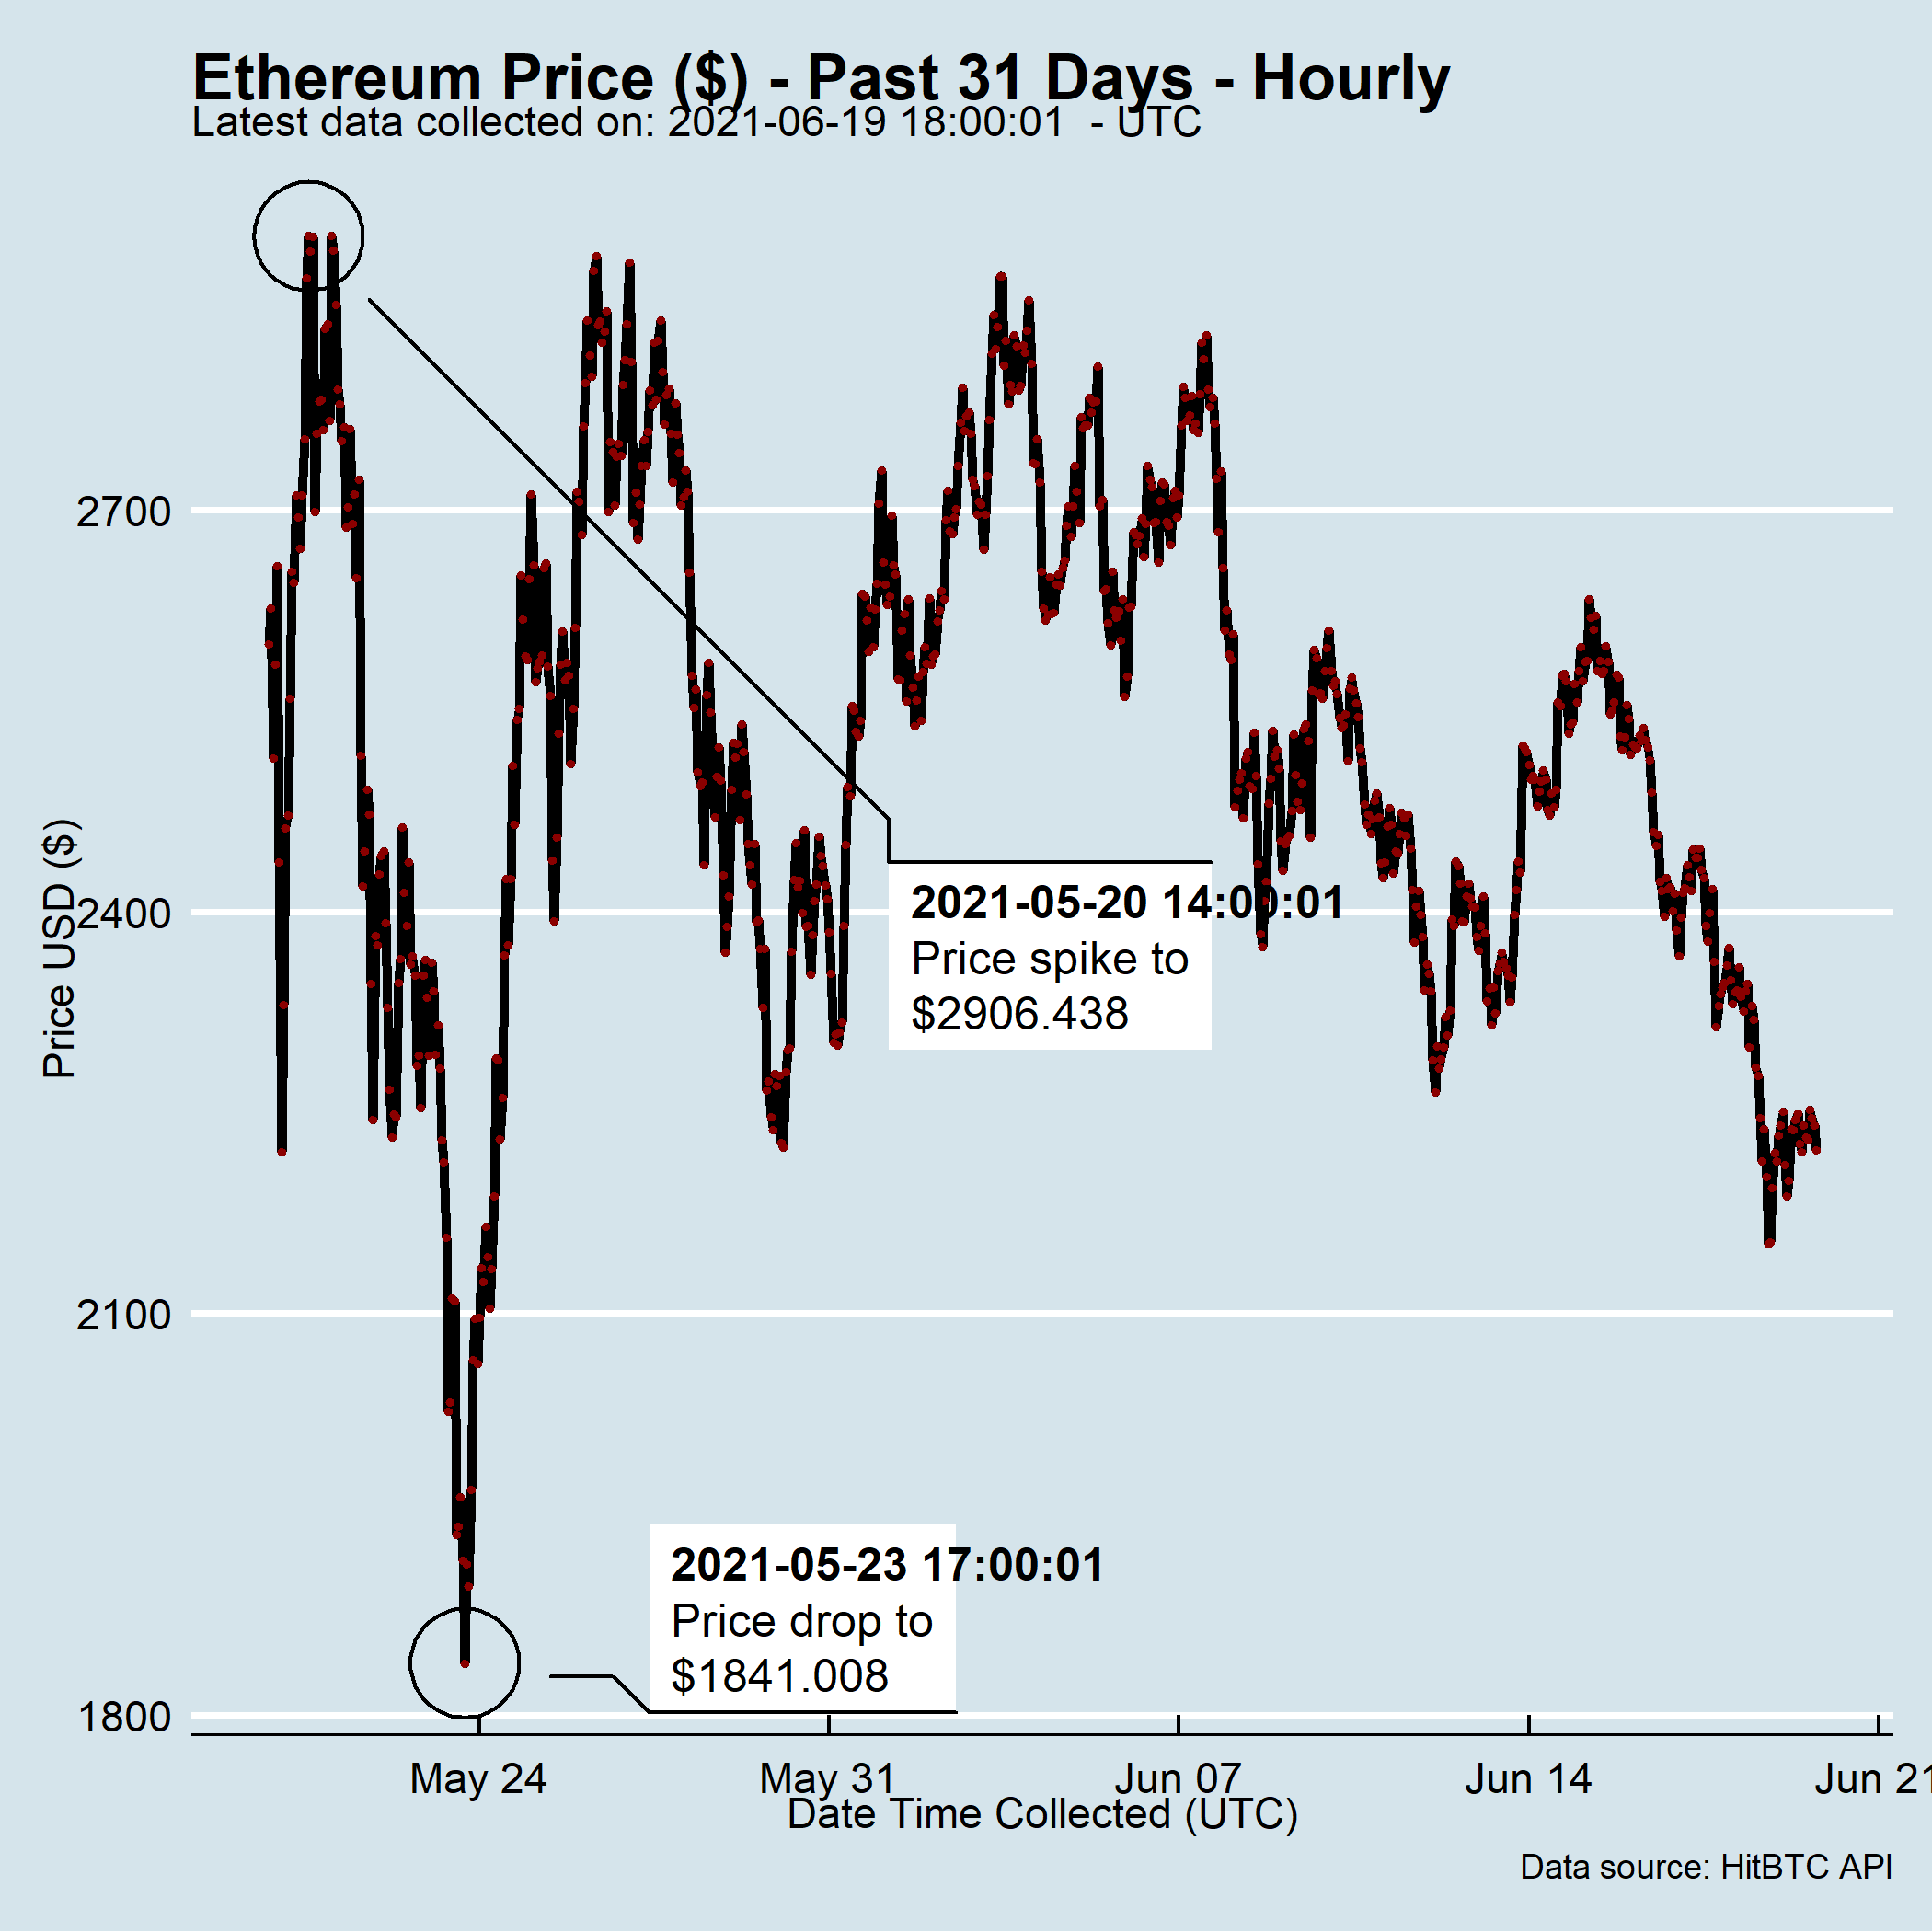 Ethereum Price ($) - Past 31 Days - Hourly
Latest data collected on: 2021-06-19 18:00:01  - UTC
Price USD ($)
2700
2400
2100
1800
2021-05-20 14:00:01
Price spike to
$2906.438
2021-05-23 17:00:01
Price drop to
$1841.008
May 24
May 31
Jun 07
Jun 14
Jun 21
Date Time Collected (UTC)
Data source: HitBTC API